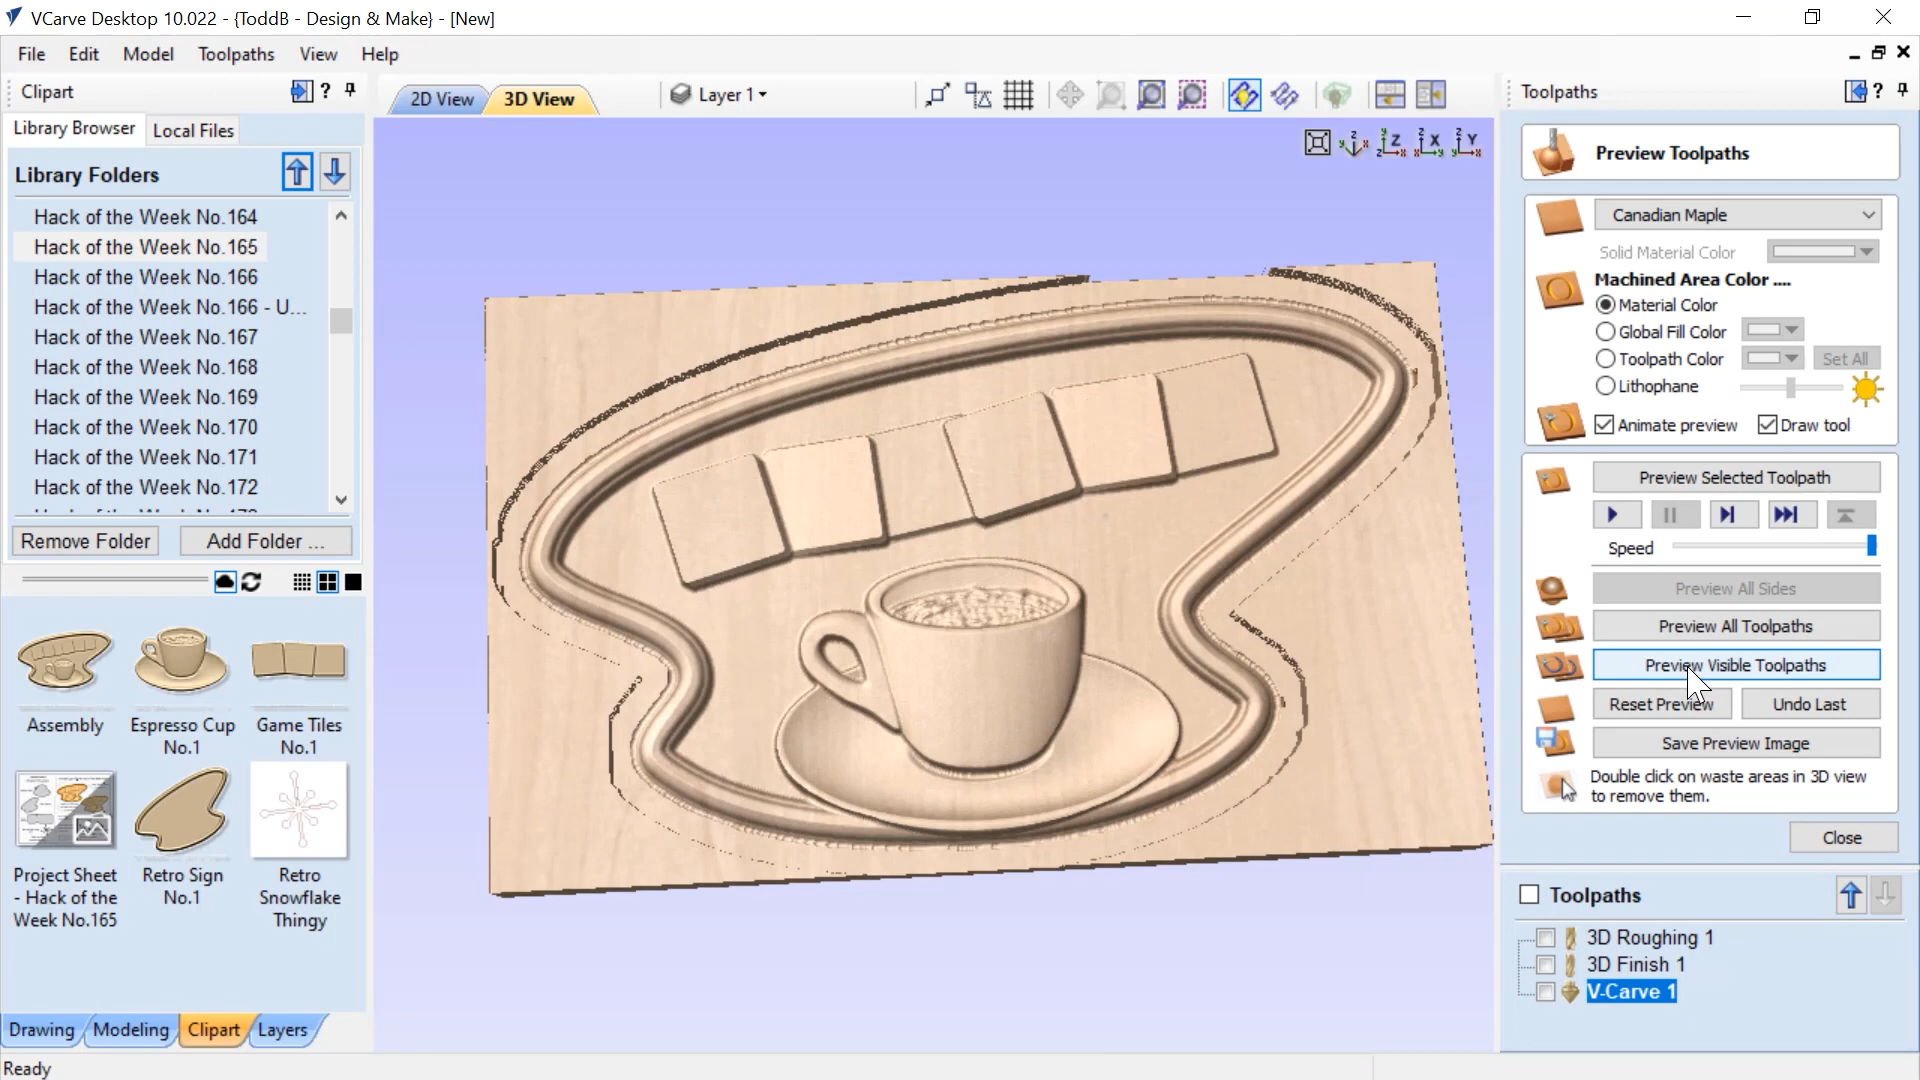 VCarve Desktop 10.022 - {ToddB - Design & Make} - [New]
File Edit Model Toolpaths View Help
Clipart
Library Browser
Local Files
Library Folders
Hack of the Week No.164
Hack of the Week No.165
Hack of the Week No.166
Hack of the Week No.166 - U...
Hack of the Week No.167
Hack of the Week No.168
Hack of the Week No.169
Hack of the Week No.170
Hack of the Week No.171
Hack of the Week No.172
Remove Folder
Add Folder ...
Assembly
Espresso Cup
No.1
Game Tiles
No.1
Project Sheet
- Hack of the
Week No.165
Retro Sign
No.1
Retro
Snowflake
Thingy
Drawing
Modeling
Clipart
Layers
Ready
2D View
3D View
Layer 1
Toolpaths
Preview Toolpaths
Canadian Maple
Solid Material Color
Machined Area Color ....
Material Color
Global Fill Color
Toolpath Color
Set All
Lithophane
Animate preview
Draw tool
Preview Selected Toolpath
Speed
Preview All Sides
Preview All Toolpaths
Preview Visible Toolpaths
Reset Preview
Undo Last
Save Preview Image
Double click on waste areas in 3D view
to remove them.
Close
Toolpaths
3D Roughing 1
3D Finish 1
V-Carve 1